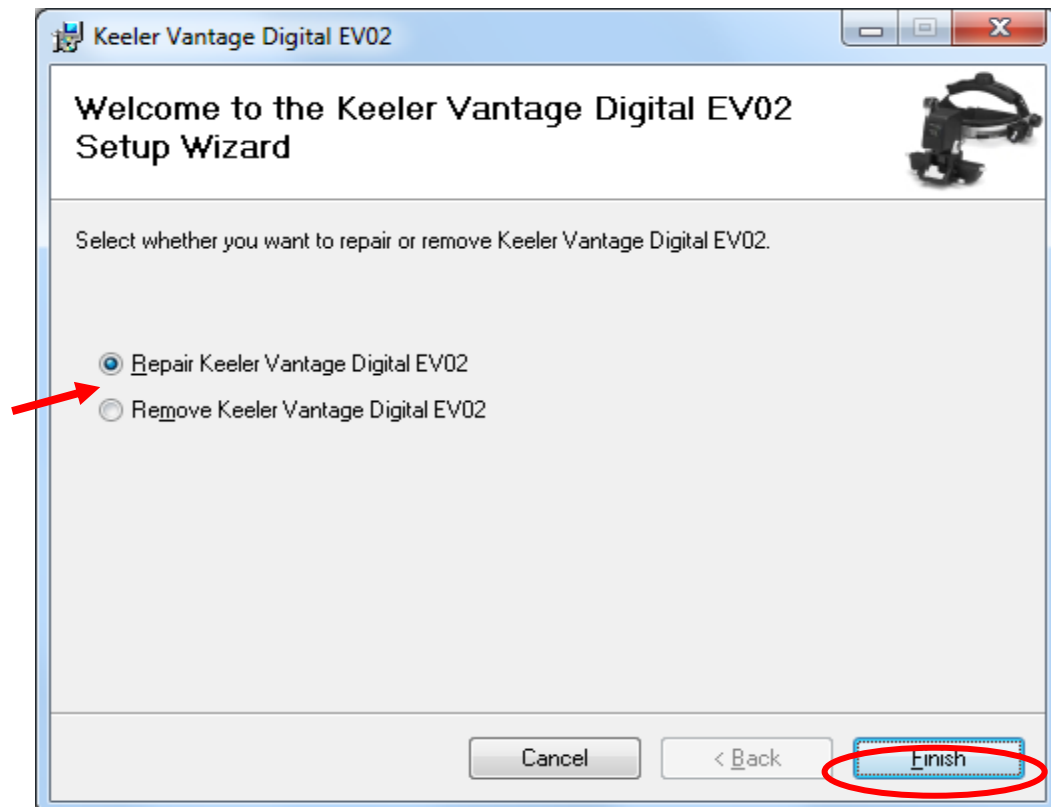 Keeler Vantage Digital EV02
Welcome to the Keeler Vantage Digital EV02
Setup Wizard
Select whether you want to repair or remove Keeler Vantage Digital EV02.
Repair Keeler Vantage Digital EV02
Remove Keeler Vantage Digital EV02
Cancel
< Back
Finish